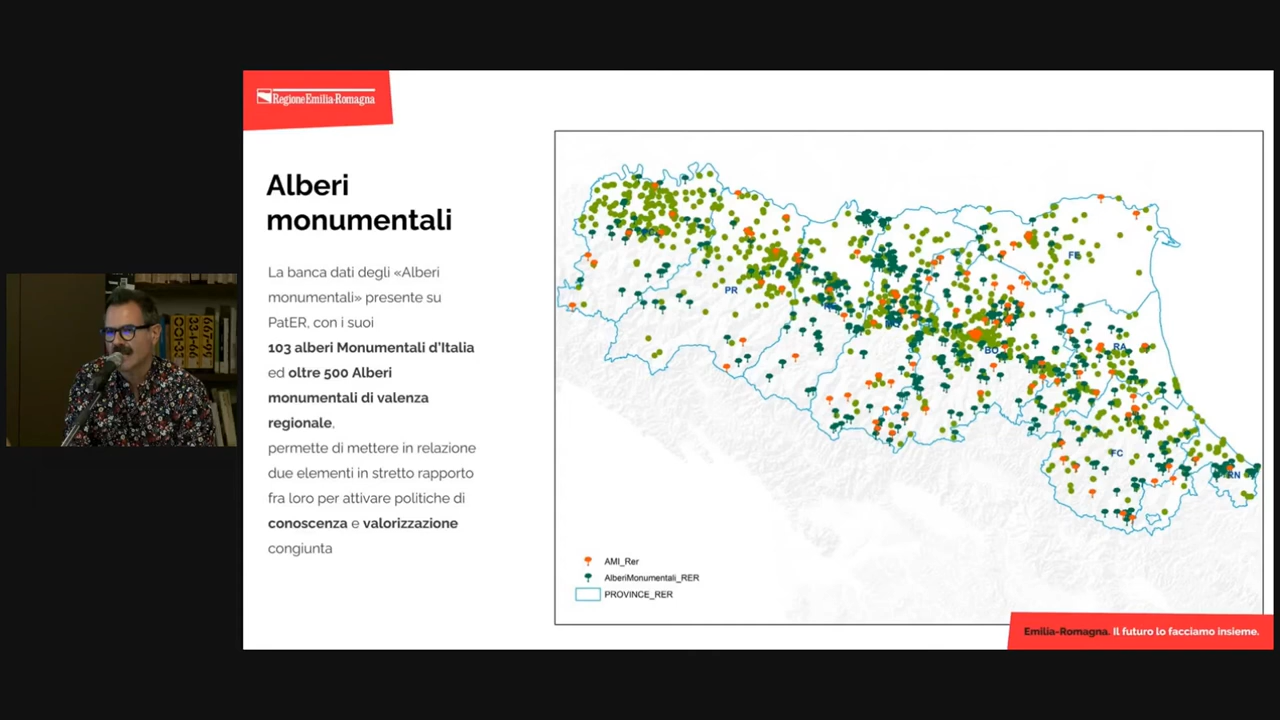 RegioneEmilia-Romagna
Alberi
monumentali
La banca dati degli «Alberi
monumentali» presente su
PatER, con i suoi
103 alberi Monumentali d'Italia
ed oltre 500 Alberi
monumentali di valenza
regionale,
permette di mettere in relazione
due elementi in stretto rapporto
fra loro per attivare politiche di
conoscenza e valorizzazione
congiunta
PR
FE
BO
RA
FC
RN
AMI_Rer
AlberiMonumentali_RER
PROVINCE_RER
Emilia-Romagna. Il futuro lo facciamo insieme.